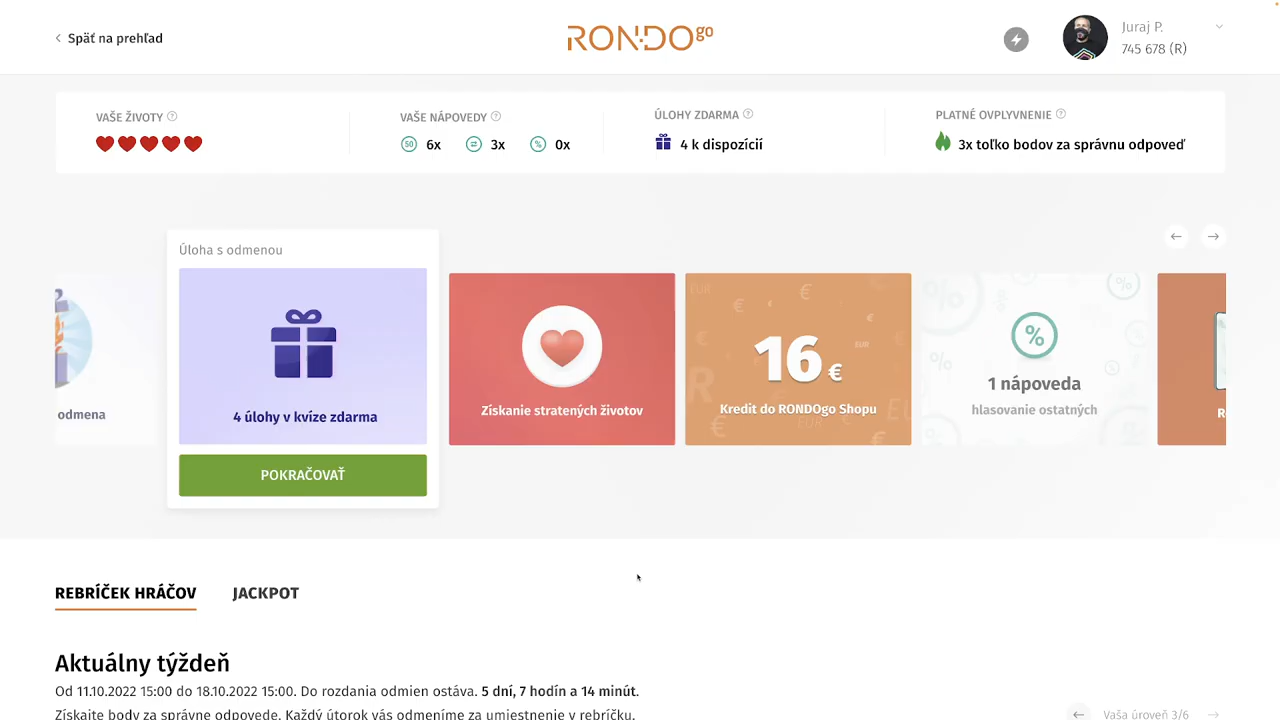 Späť na prehľad
RONDO go
Juraj P.
745 678 (R)
VAŠE ŽIVOTY
VAŠE NÁPOVEDY
50 6x
3x
% 0x
ÚLOHY ZDARMA
4 k dispozícií
PLATNÉ OVPLYVNENIE
3x toľko bodov za správnu odpoveď
odmena
Úloha s odmenou
4 úlohy v kvíze zdarma
POKRAČOVAŤ
Získanie stratených životov
16 €
Kredit do RONDOgo Shopu
%
1 nápoveda
hlasovanie ostatných
R
REBRÍČEK HRÁČOV
JACKPOT
Aktuálny týždeň
Od 11.10.2022 15:00 do 18.10.2022 15:00. Do rozdania odmien ostáva. 5 dní, 7 hodín a 14 minút.
Získajte body za správne odpovede. Každý útorok vás odmeníme za umiestnenie v rebríčku.
Vaša úroveň 3/6